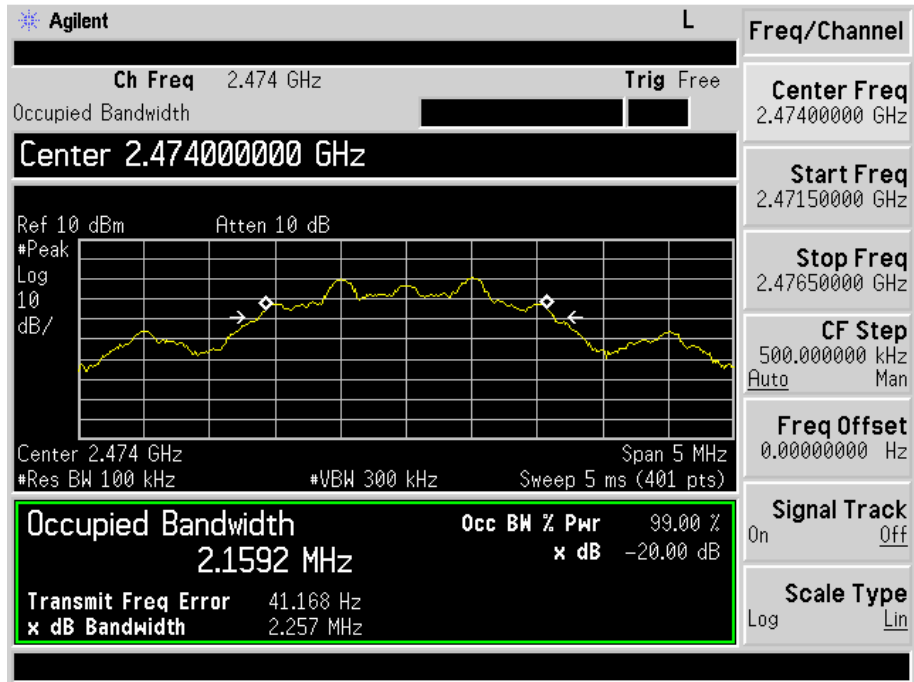 Agilent L
Ch Freq 2.474 GHz Trig Free
Occupied Bandwidth
Center 2.474000000 GHz
Ref 10 dBm Atten 10 dB
#Peak
Log
10
dB/
Center 2.474 GHz Span 5 MHz
#Res BW 100 kHz #VBW 300 kHz Sweep 5 ms (401 pts)
Occupied Bandwidth
2.1592 MHz
Occ BW % Pwr 99.00 %
x dB -20.00 dB
Transmit Freq Error 41.168 Hz
x dB Bandwidth 2.257 MHz
Freq/Channel
Center Freq
2.47400000 GHz
Start Freq
2.47150000 GHz
Stop Freq
2.47650000 GHz
CF Step
500.000000 kHz
Auto Man
Freq Offset
0.00000000 Hz
Signal Track
On Off
Scale Type
Log Lin